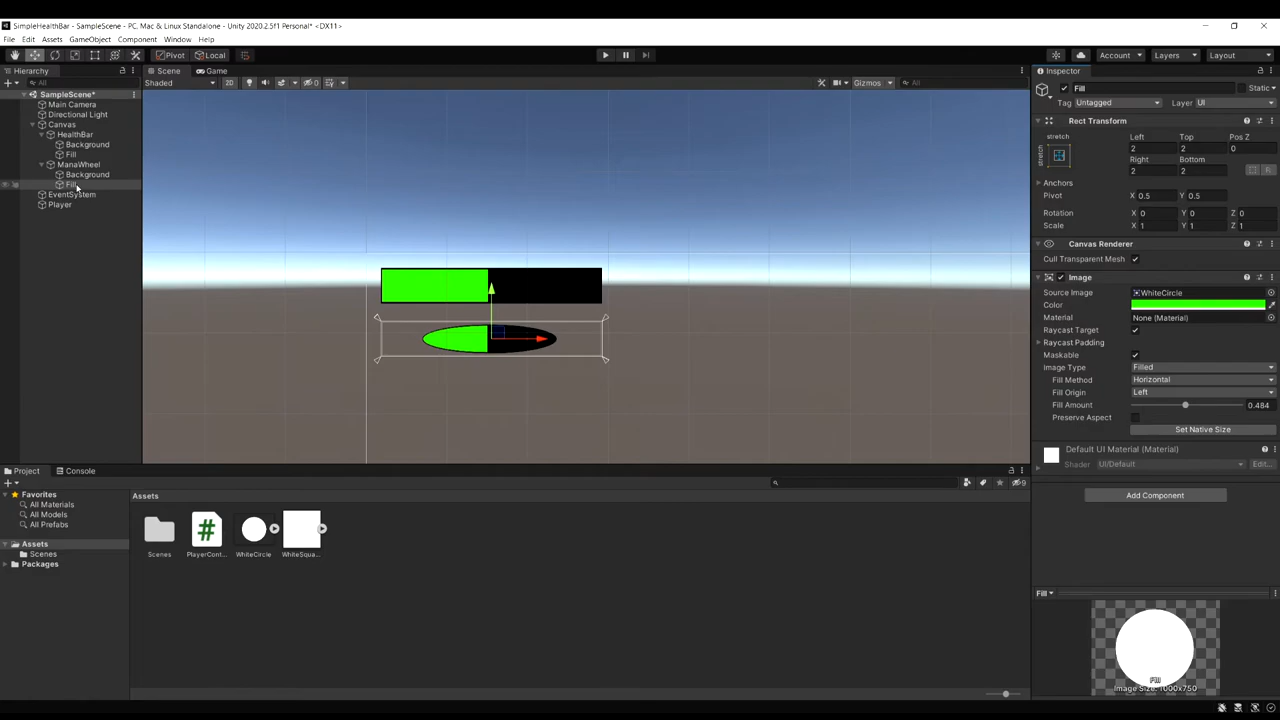 SimpleHealthBar - SampleScene - PC, Mac & Linux Standalone - Unity 2020.2.5f1 Personal* <DX11>
File Edit Assets GameObject Component Window Help
Pivot Local Account Layers Layout
Hierarchy
All
SampleScene*
Main Camera
Directional Light
Canvas
HealthBar
Background
Fill
ManaWheel
Background
Fill
EventSystem
Player
Scene Game
Shaded 2D 0 Gizmos All
Inspector
Fill Static
Tag Untagged Layer UI
Rect Transform
stretch Left Top Pos Z
stretch 2 2 0
Right Bottom
2 2 R
Anchors
Pivot X 0.5 Y 0.5
Rotation X 0 Y 0 Z 0
Scale X 1 Y 1 Z 1
Canvas Renderer
Cull Transparent Mesh
Image
Source Image WhiteCircle
Color
Material None (Material)
Raycast Target
Raycast Padding
Maskable
Image Type Filled
Fill Method Horizontal
Fill Origin Left
Fill Amount 0.484
Preserve Aspect
Set Native Size
Default UI Material (Material)
Shader UI/Default Edit...
Add Component
Project Console
9
Favorites
All Materials
All Models
All Prefabs
Assets
Scenes
Packages
Assets
#
Scenes PlayerCont... WhiteCircle WhiteSqua...
Fill
Fill
Image Size: 1000x750